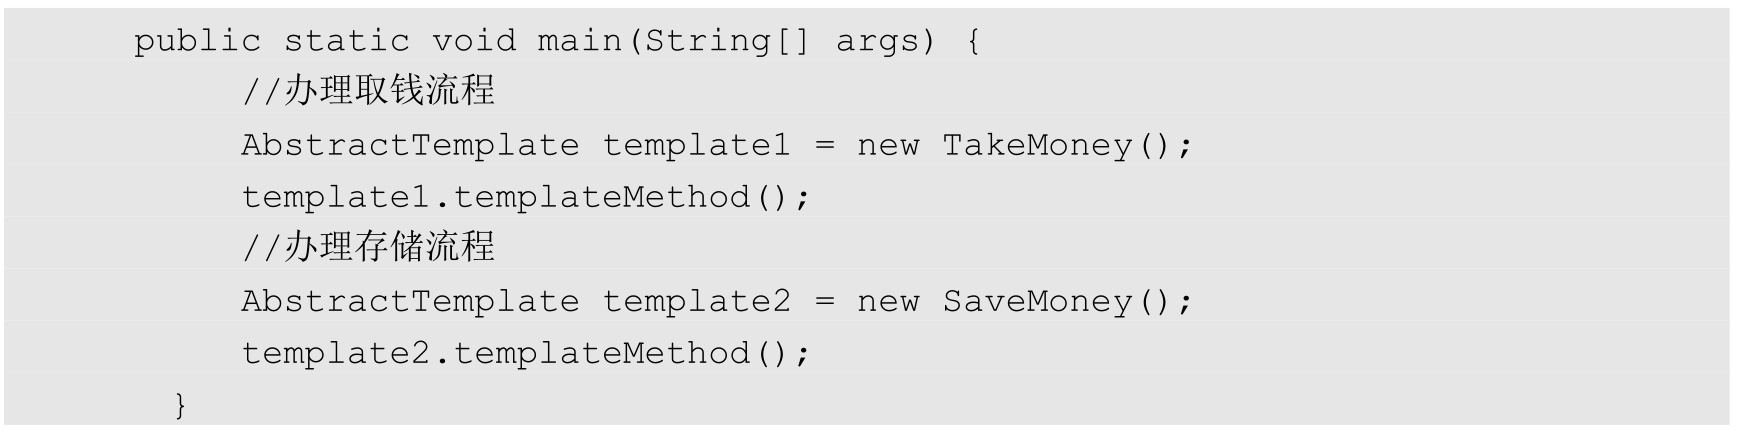 public static void main(String[] args) {
//办理取钱流程
AbstractTemplate template1 = new TakeMoney();
template1.templateMethod();
//办理存储流程
AbstractTemplate template2 = new SaveMoney();
template2.templateMethod();
}